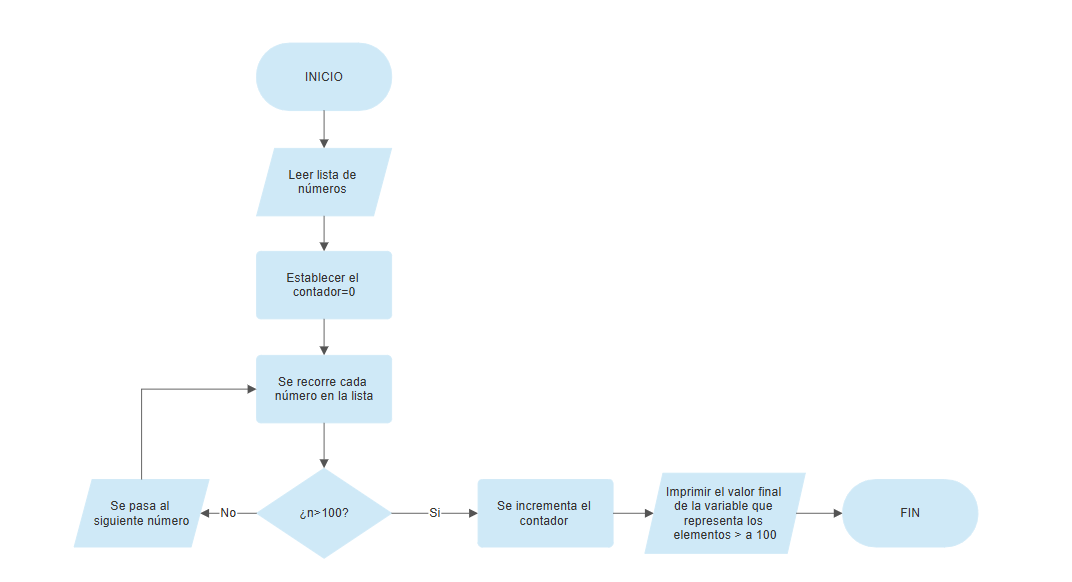 INICIO
Leer lista de
números
Establecer el
contador=0
Se recorre cada
número en la lista
Se pasa al
siguiente número
No
¿n>100?
Si
Se incrementa el
contador
Imprimir el valor final
de la variable que
representa los
elementos > a 100
FIN